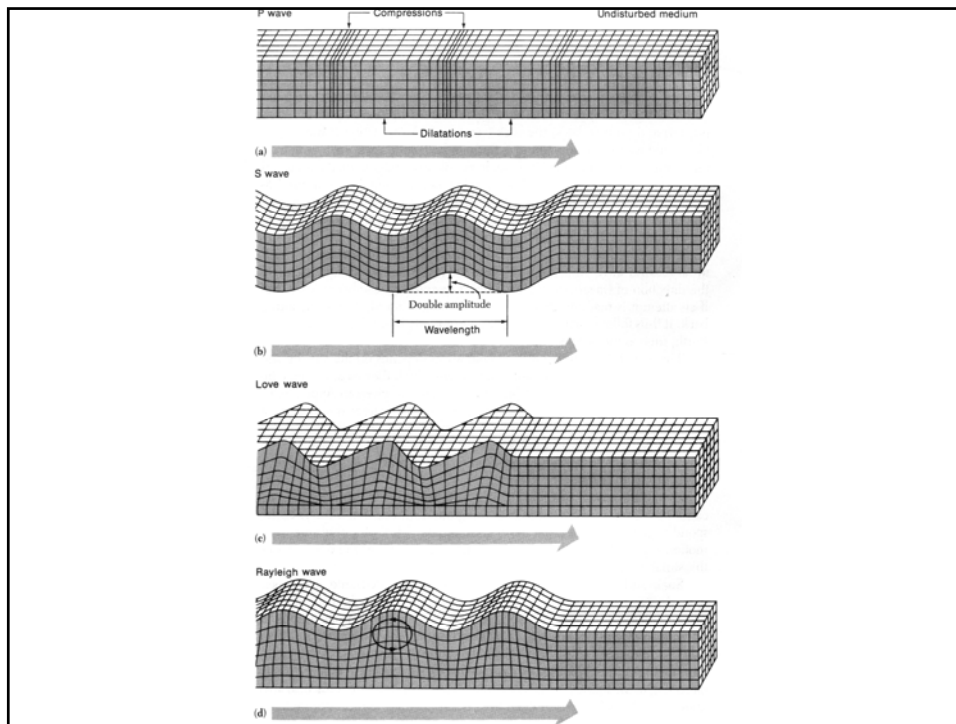 P wave Compressions Undisturbed medium
Dilatations
(a)
S wave
Double amplitude
Wavelength
(b)
Love wave
(c)
Rayleigh wave
(d)